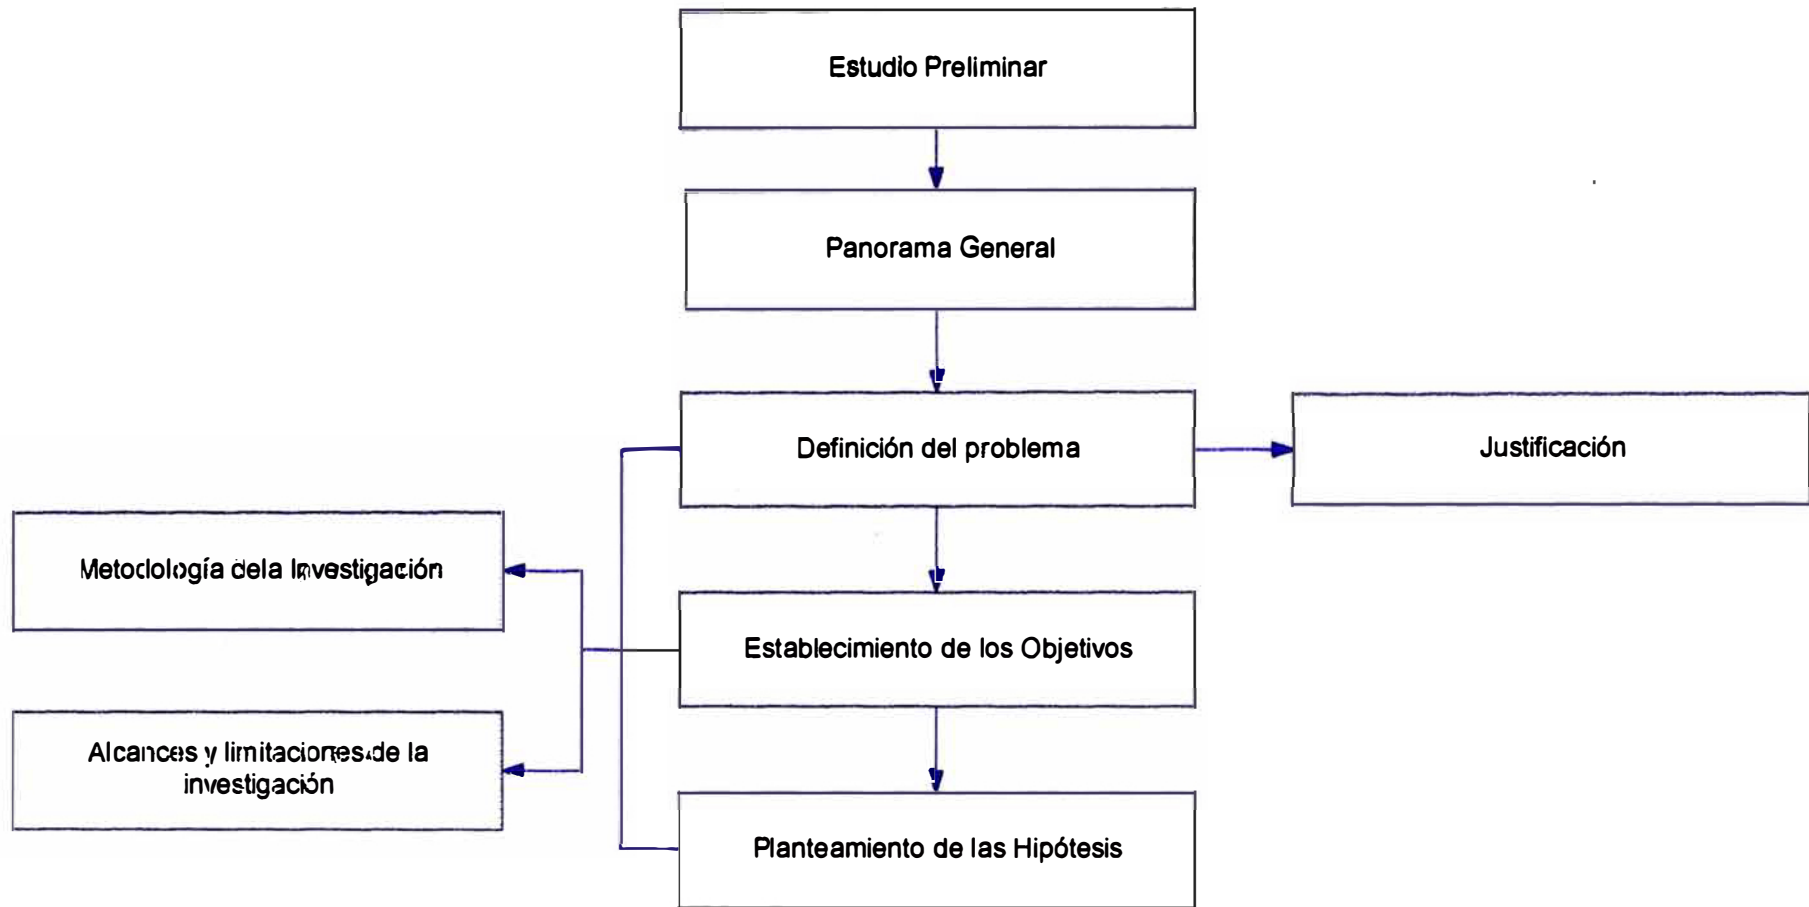 Estudio Preliminar
Panorama General
Definición del problema
Justificación
Metodología dela Investigación
Establecimiento de los Objetivos
Alcances y limitaciones de la
investigación
Planteamiento de las Hipótesis